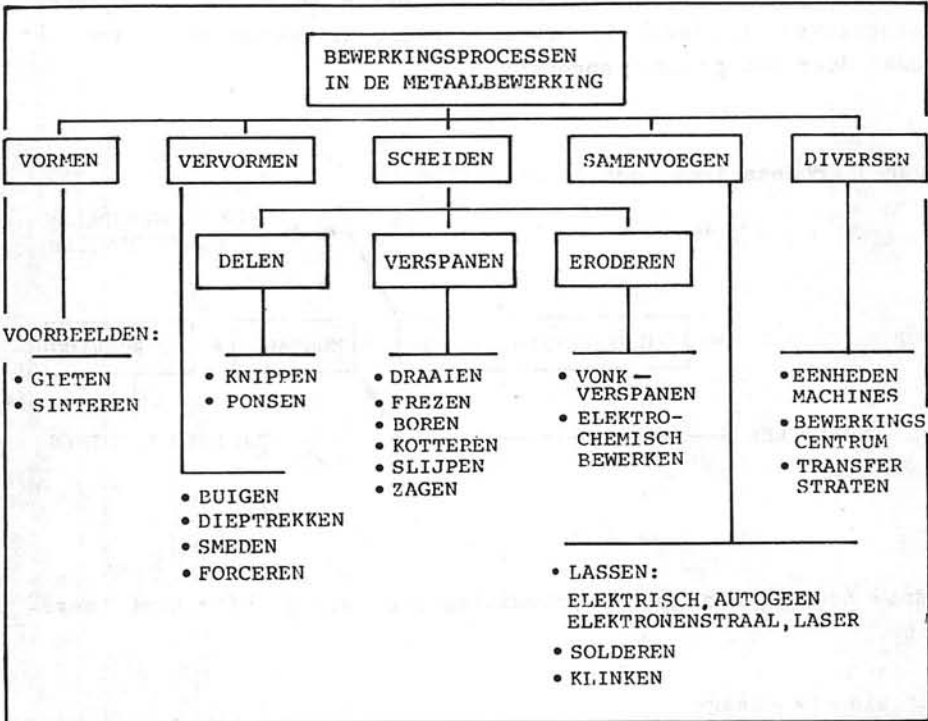 BEWERKINGSPROCESSEN
IN DE METAALBEWERKING
VORMEN
VERVORMEN
SCHEIDEN
SAMENVOEGEN
DIVERSEN
DELEN
VERSPANEN
ERODEREN
VOORBEELDEN:
• GIETEN
• SINTEREN
• KNIPPEN
• PONSEN
• DRAAIEN
• FREZEN
• BOREN
KOTTEREN
• SLIJPEN
• ZAGEN
• VONK—
VERSPANEN
• ELEKTRO-
CHEMISCH
BEWERKEN
• EENHEDEN
MACHINES
• BEWERKINGS
CENTRUM
• TRANSFER
STRATEN
• BUIGEN
• DIEPTREKKEN
• SMEDEN
• FORCEREN
• LASSEN:
ELEKTRISCH, AUTOGEEN
ELEKTRONENSTRAAL, LASER
• SOLDEREN
• KLINKEN